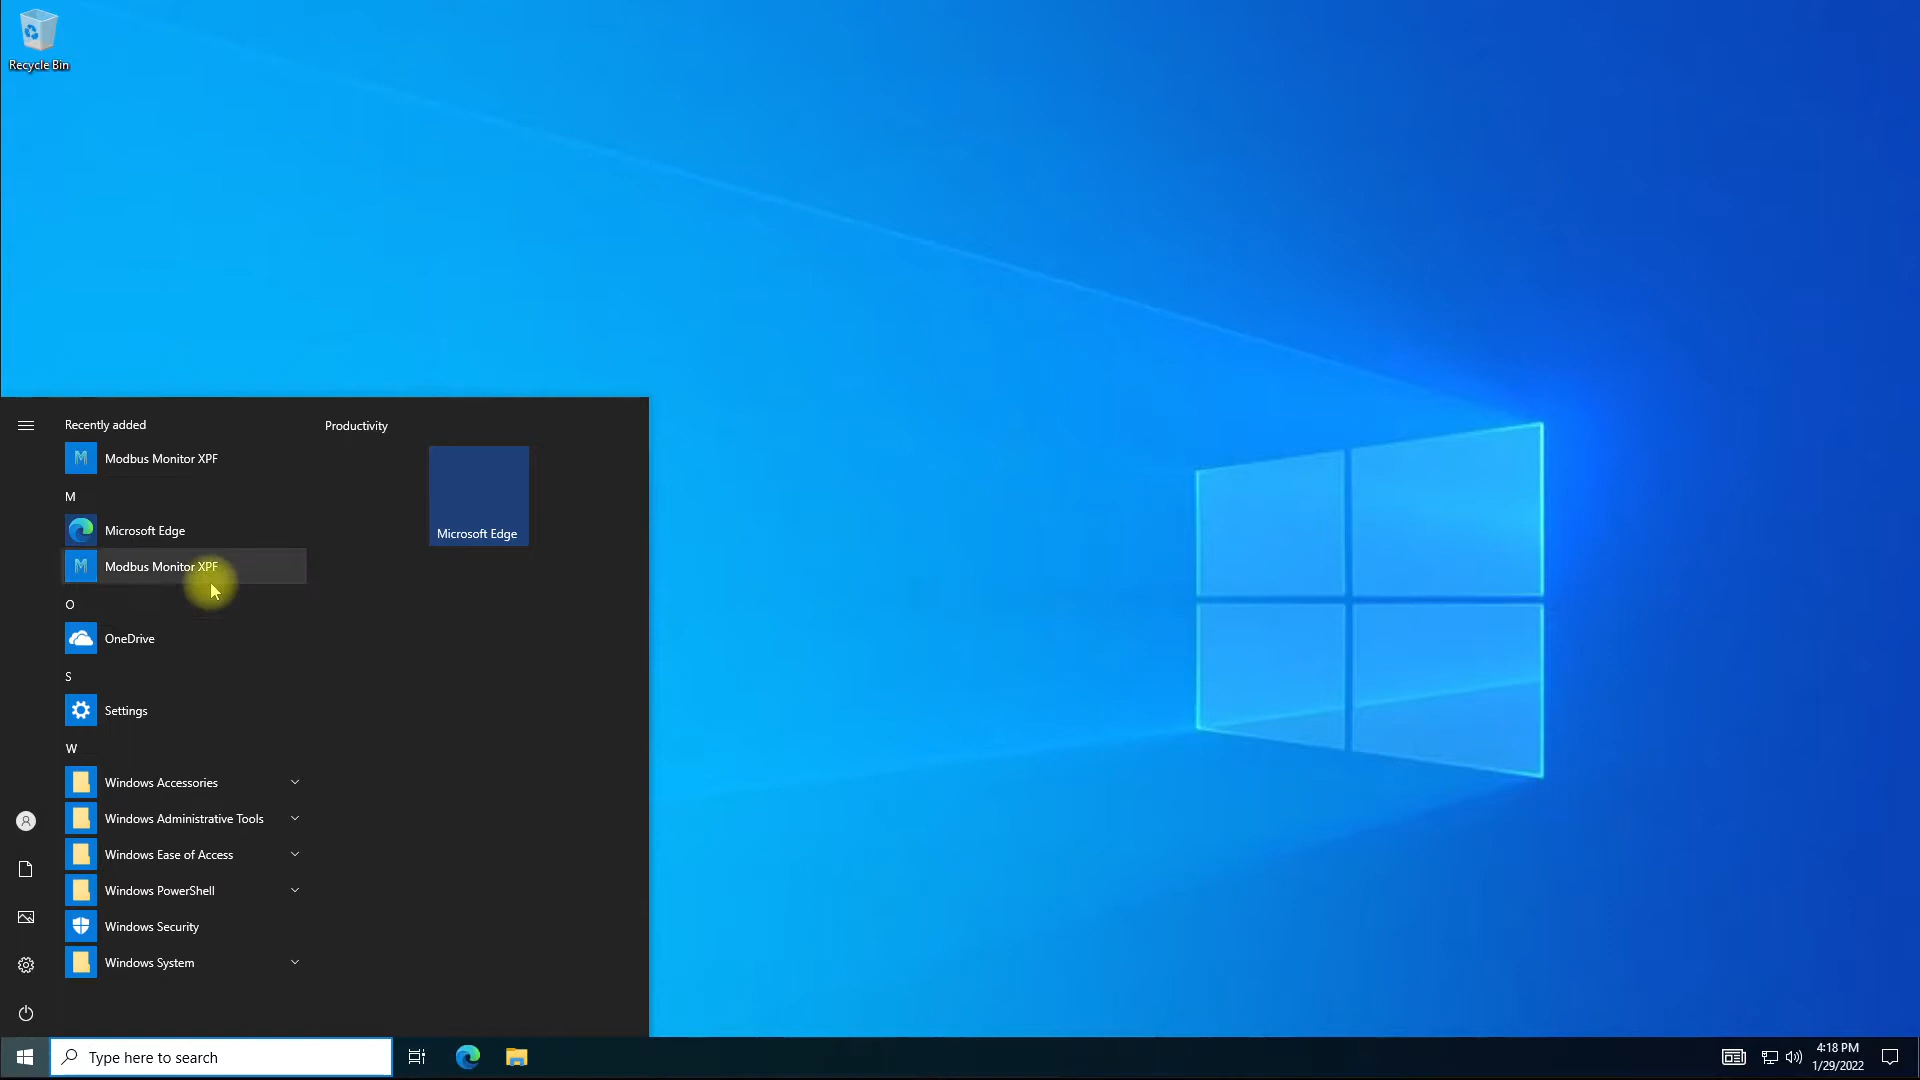 Recycle Bin
Recently added
Productivity
Modbus Monitor XPF
M
Microsoft Edge
Microsoft Edge
Modbus Monitor XPF
O
OneDrive
S
Settings
W
Windows Accessories
Windows Administrative Tools
Windows Ease of Access
Windows PowerShell
Windows Security
Windows System
Type here to search
4:18 PM
1/29/2022